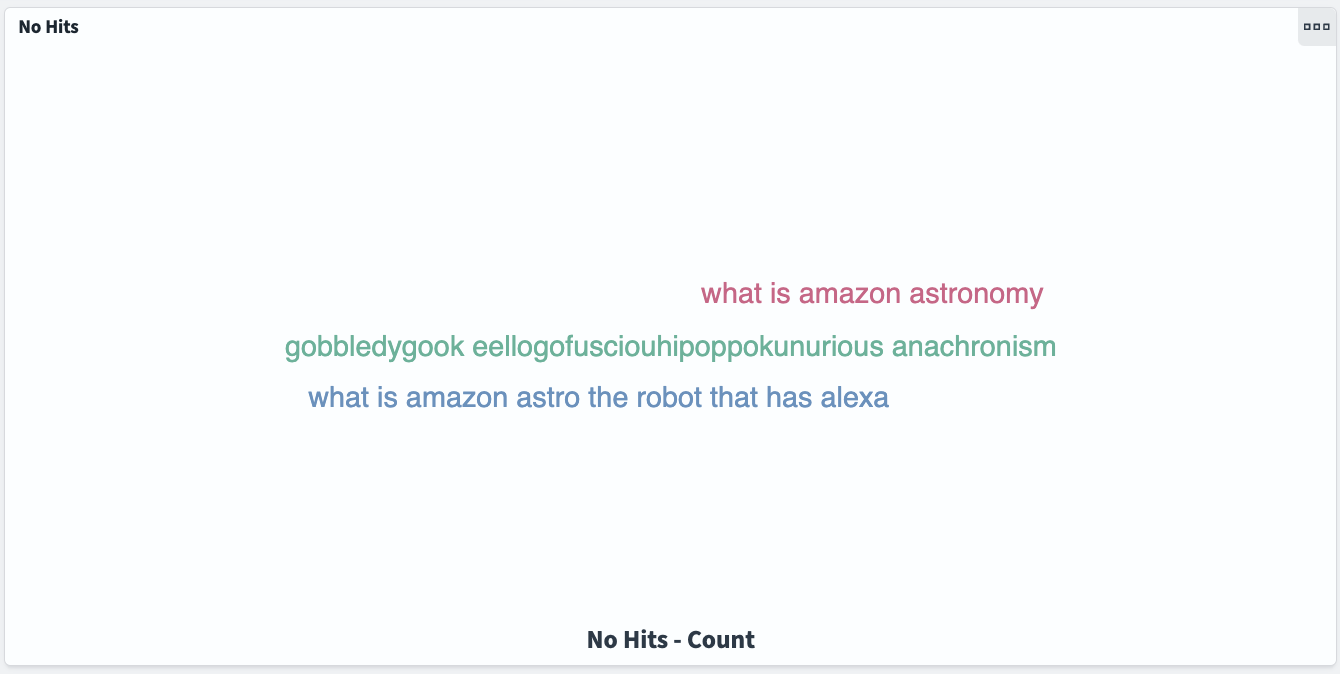 No Hits
what is amazon astronomy
gobbledygook eellogofusciouhipoppokunurious anachronism
what is amazon astro the robot that has alexa
No Hits - Count